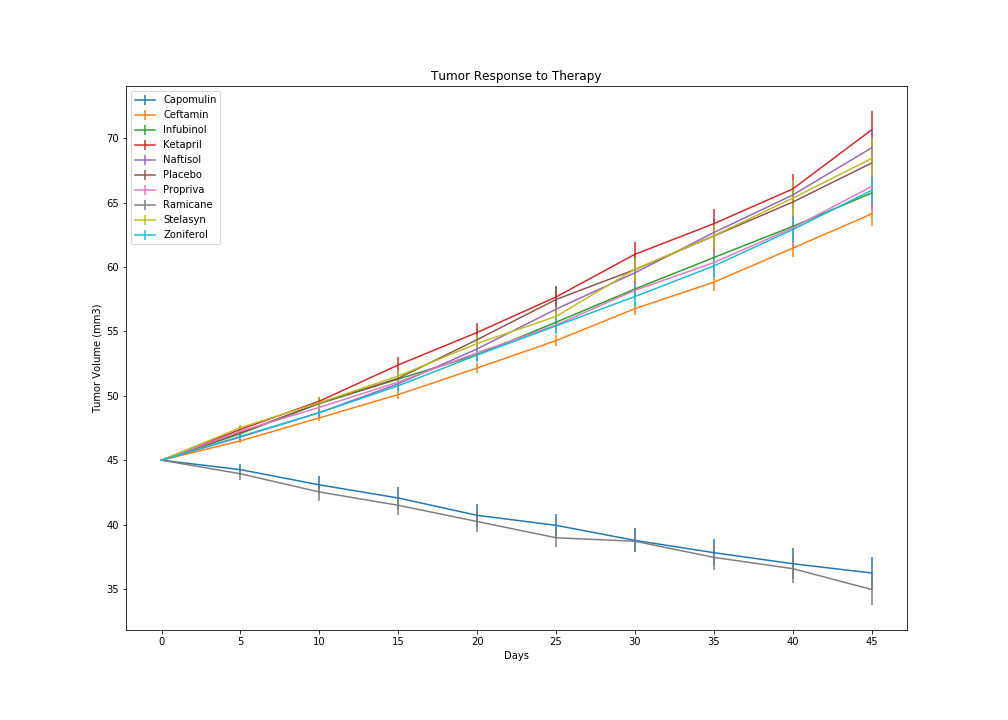 Tumor Response to Therapy
Capomulin
Ceftamin
Infubinol
Ketapril
Naftisol
Placebo
Propriva
Ramicane
Stelasyn
Zoniferol
Tumor Volume (mm3)
70
65
60
55
50
45
40
35
0 5 10 15 20 25 30 35 40 45
Days